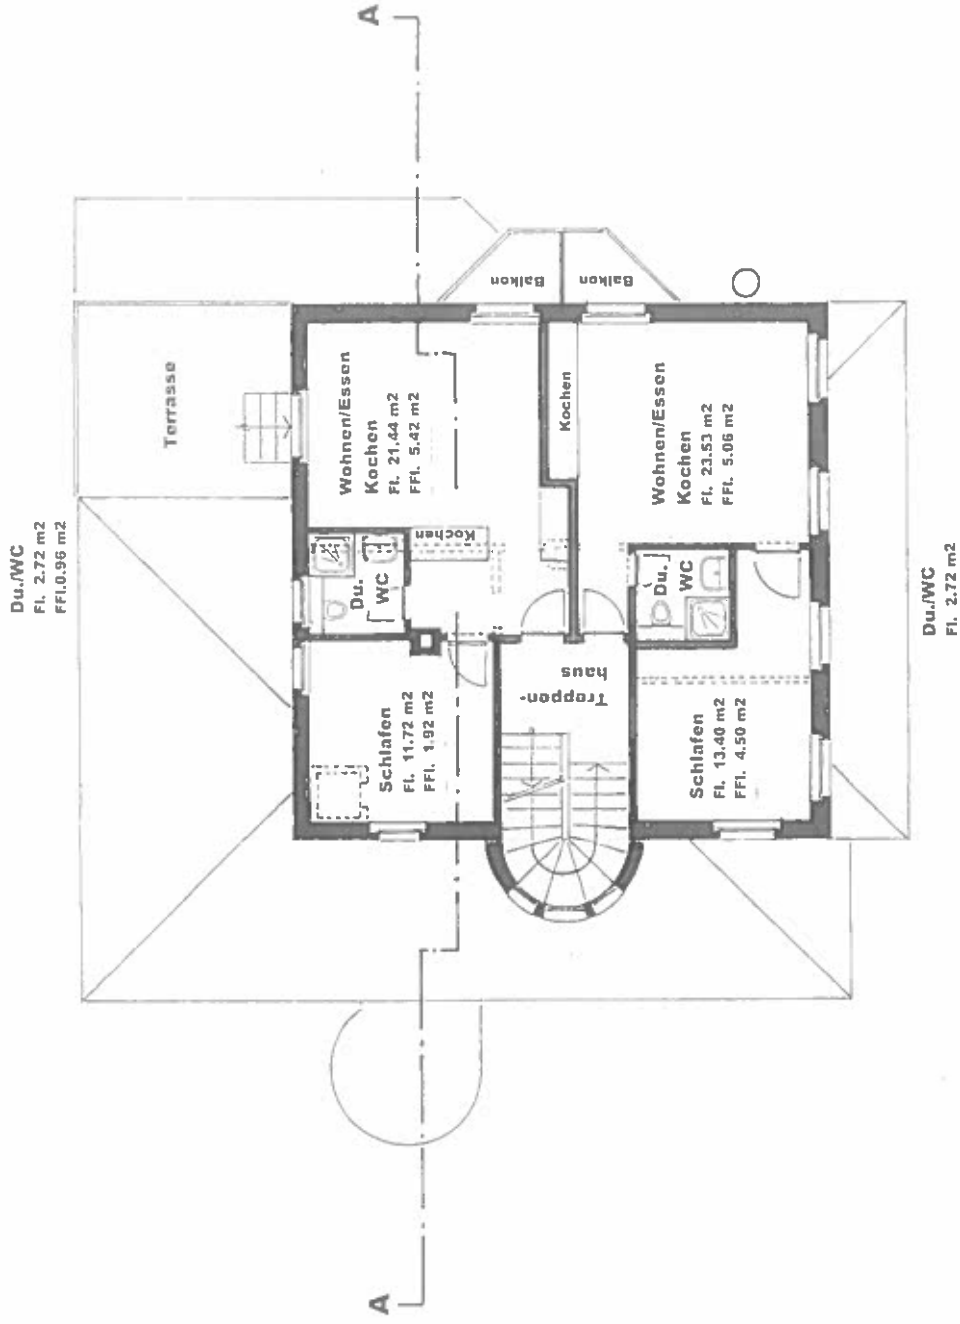 A
Du./WC
Fl. 2.72 m2
FFl.0.96 m2
Terrasse
Balkon
Balkon
Wohnen/Essen
Kochen
Fl. 21.44 m2
FFl. 5.42 m2
Kochen
Wohnen/Essen
Kochen
Fl. 23.53 m2
FFl. 5.06 m2
Kochen
Du.
WC
Du.
WC
Treppen-
haus
Schlafen
Fl. 11.72 m2
FFl. 1.92 m2
Schlafen
Fl. 13.40 m2
FFl. 4.50 m2
Du./WC
Fl. 2.72 m2
A